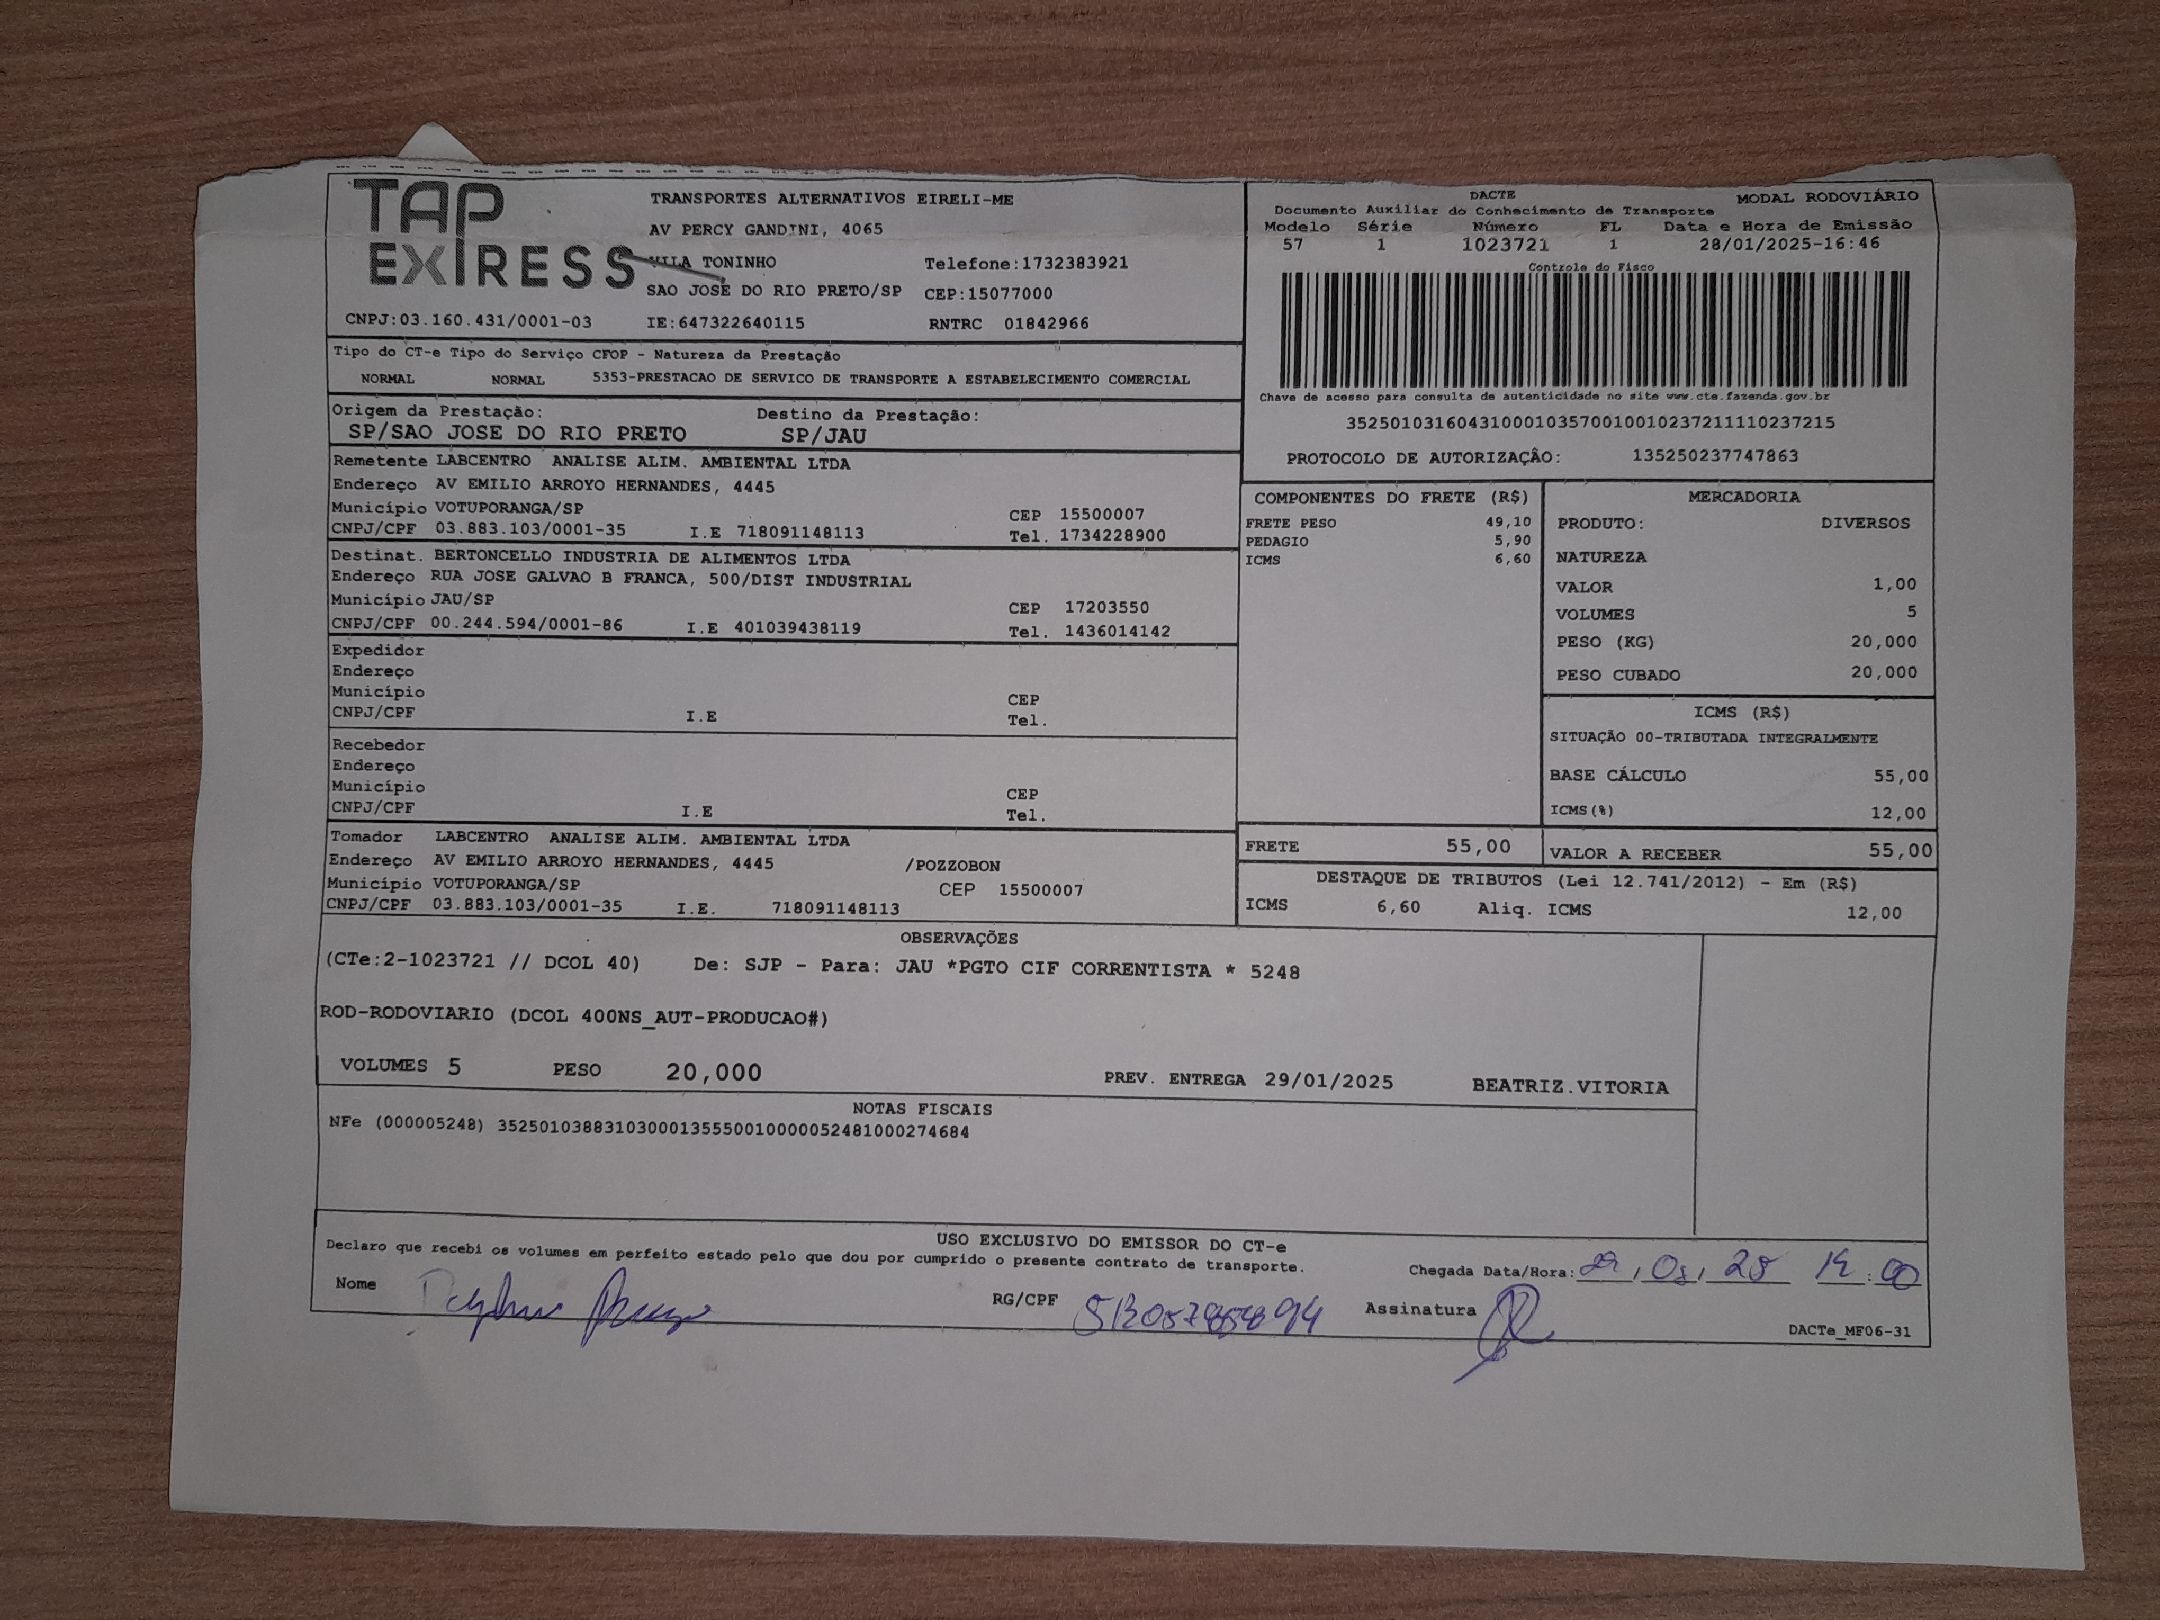 TAP
EXPRESS
TRANSPORTES ALTERNATIVOS EIRELI-ME
AV PERCY GANDINI, 4065
VILA TONINHO Telefone:1732383921
SAO JOSE DO RIO PRETO/SP CEP:15077000
CNPJ:03.160.431/0001-03 IE:647322640115 RNTRC 01842966
DACTE MODAL RODOVIÁRIO
Documento Auxiliar do Conhecimento de Transporte
Modelo Série Número FL Data e Hora de Emissão
57 1 1023721 1 28/01/2025-16:46
Controle do Fisco
Chave de acesso para consulta de autenticidade no site www.cte.fazenda.gov.br
35250103160431000103570010010237211110237215
PROTOCOLO DE AUTORIZAÇÃO: 135250237747863
Tipo do CT-e Tipo do Serviço CFOP - Natureza da Prestação
NORMAL NORMAL 5353-PRESTACAO DE SERVICO DE TRANSPORTE A ESTABELECIMENTO COMERCIAL
Origem da Prestação: Destino da Prestação:
SP/SAO JOSE DO RIO PRETO SP/JAU
Remetente LABCENTRO ANALISE ALIM. AMBIENTAL LTDA
Endereço AV EMILIO ARROYO HERNANDES, 4445
Município VOTUPORANGA/SP CEP 15500007
CNPJ/CPF 03.883.103/0001-35 I.E 718091148113 Tel. 1734228900
Destinat. BERTONCELLO INDUSTRIA DE ALIMENTOS LTDA
Endereço RUA JOSE GALVAO B FRANCA, 500/DIST INDUSTRIAL
Município JAU/SP CEP 17203550
CNPJ/CPF 00.244.594/0001-86 I.E 401039438119 Tel. 1436014142
Expedidor
Endereço
Município CEP
CNPJ/CPF I.E Tel.
Recebedor
Endereço
Município CEP
CNPJ/CPF I.E Tel.
Tomador LABCENTRO ANALISE ALIM. AMBIENTAL LTDA
Endereço AV EMILIO ARROYO HERNANDES, 4445 /POZZOBON
Município VOTUPORANGA/SP CEP 15500007
CNPJ/CPF 03.883.103/0001-35 I.E. 718091148113
COMPONENTES DO FRETE (R$)
FRETE PESO 49,10
PEDAGIO 5,90
ICMS 6,60
MERCADORIA
PRODUTO: DIVERSOS
NATUREZA
VALOR 1,00
VOLUMES 5
PESO (KG) 20,000
PESO CUBADO 20,000
ICMS (R$)
SITUAÇÃO 00-TRIBUTADA INTEGRALMENTE
BASE CÁLCULO 55,00
ICMS(%) 12,00
FRETE 55,00 VALOR A RECEBER 55,00
DESTAQUE DE TRIBUTOS (Lei 12.741/2012) - Em (R$)
ICMS 6,60 Aliq. ICMS 12,00
OBSERVAÇÕES
(CTe:2-1023721 // DCOL 40) De: SJP - Para: JAU *PGTO CIF CORRENTISTA * 5248
ROD-RODOVIARIO (DCOL 400NS_AUT-PRODUCAO#)
VOLUMES 5 PESO 20,000 PREV. ENTREGA 29/01/2025 BEATRIZ.VITORIA
NOTAS FISCAIS
NFe (000005248) 35250103883103000135550010000052481000274684
USO EXCLUSIVO DO EMISSOR DO CT-e
Declaro que recebi os volumes em perfeito estado pelo que dou por cumprido o presente contrato de transporte.
Chegada Data/Hora:
Nome RG/CPF Assinatura
DACTe_MF06-31